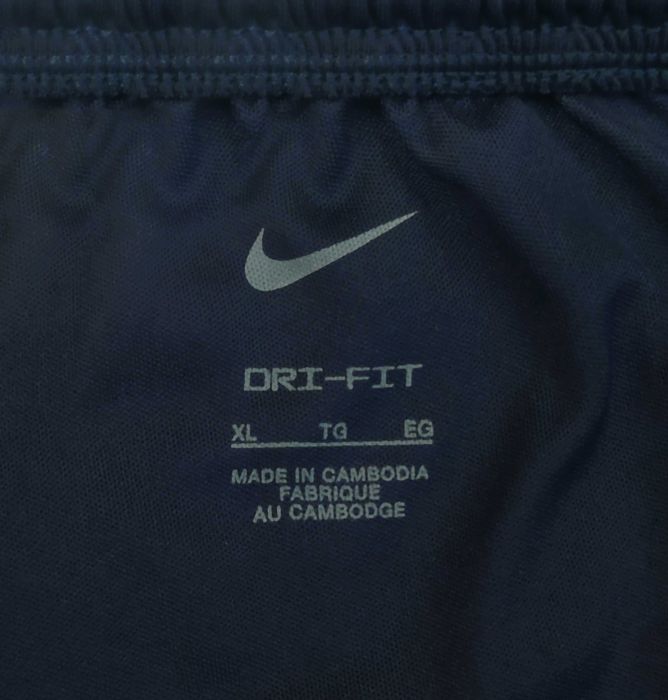 DRI-FIT
XL TG EG
MADE IN CAMBODIA
FABRIQUE
AU CAMBODGE